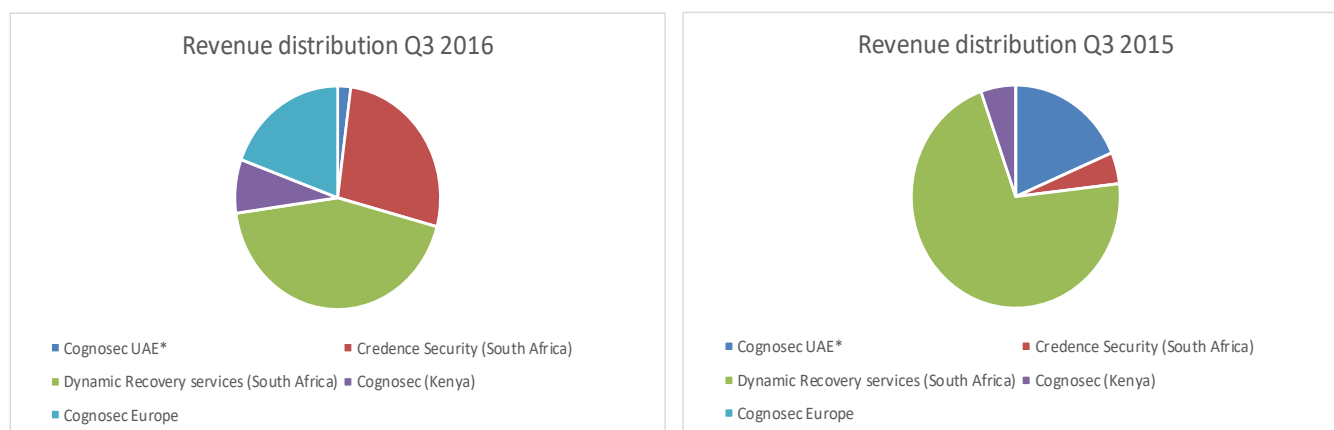 Revenue distribution Q3 2016
Cognosec UAE*
Credence Security (South Africa)
Dynamic Recovery services (South Africa)
Cognosec (Kenya)
Cognosec Europe
Revenue distribution Q3 2015
Cognosec UAE*
Credence Security (South Africa)
Dynamic Recovery services (South Africa)
Cognosec (Kenya)
Cognosec Europe